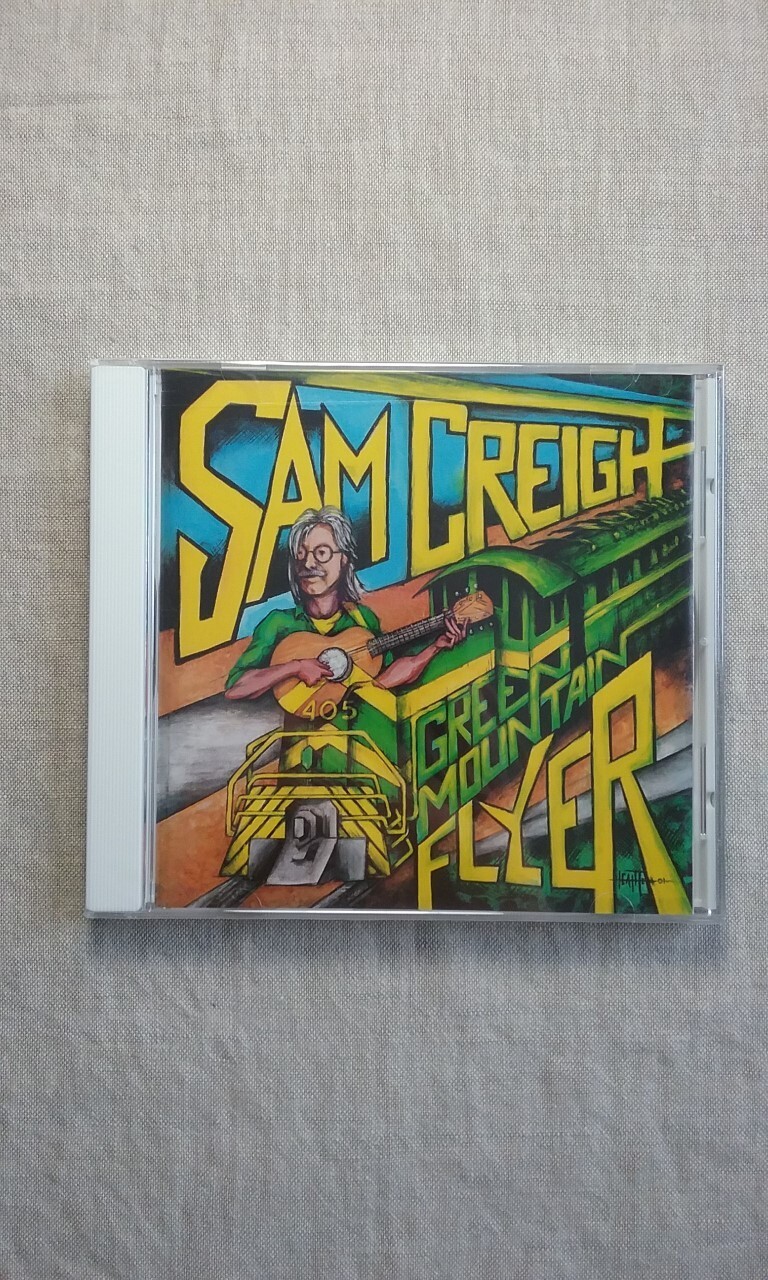 SAM CREIGH
405
GREEN
MOUNTAIN
FLYER